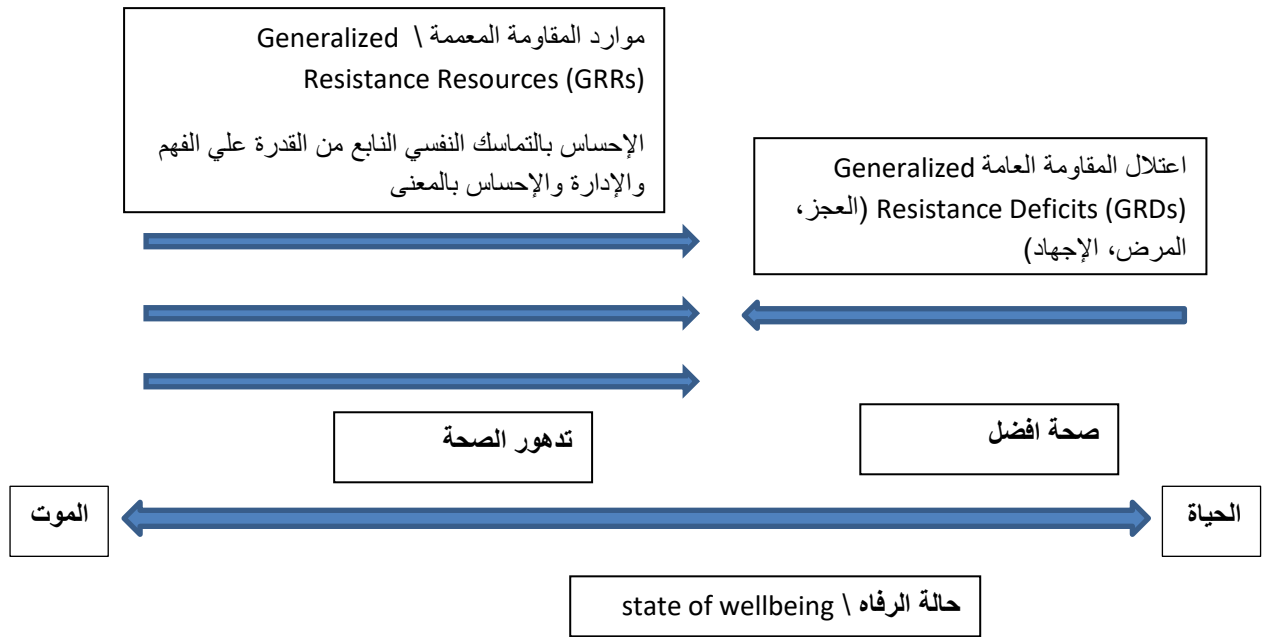 موارد المقاومة المعممة \ Generalized
Resistance Resources (GRRs)
الإحساس بالتماسك النفسي النابع من القدرة علي الفهم
والإدارة والإحساس بالمعنى
اعتلال المقاومة العامة Generalized
Resistance Deficits (GRDs) (العجز،
المرض، الإجهاد)
صحة افضل
تدهور الصحة
الحياة
الموت
حالة الرفاه \ state of wellbeing